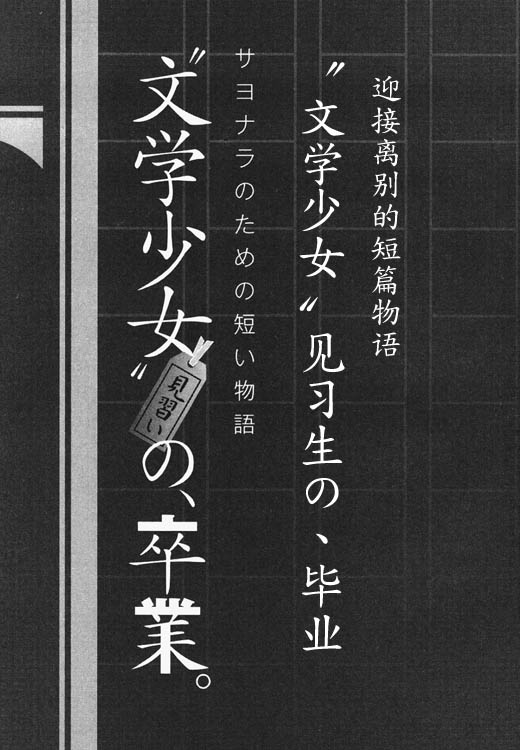 迎接离别的短篇物语
〝文学少女〟见习生の、毕业
サヨナラのための短い物語
〝文学少女〟見習いの、卒業。